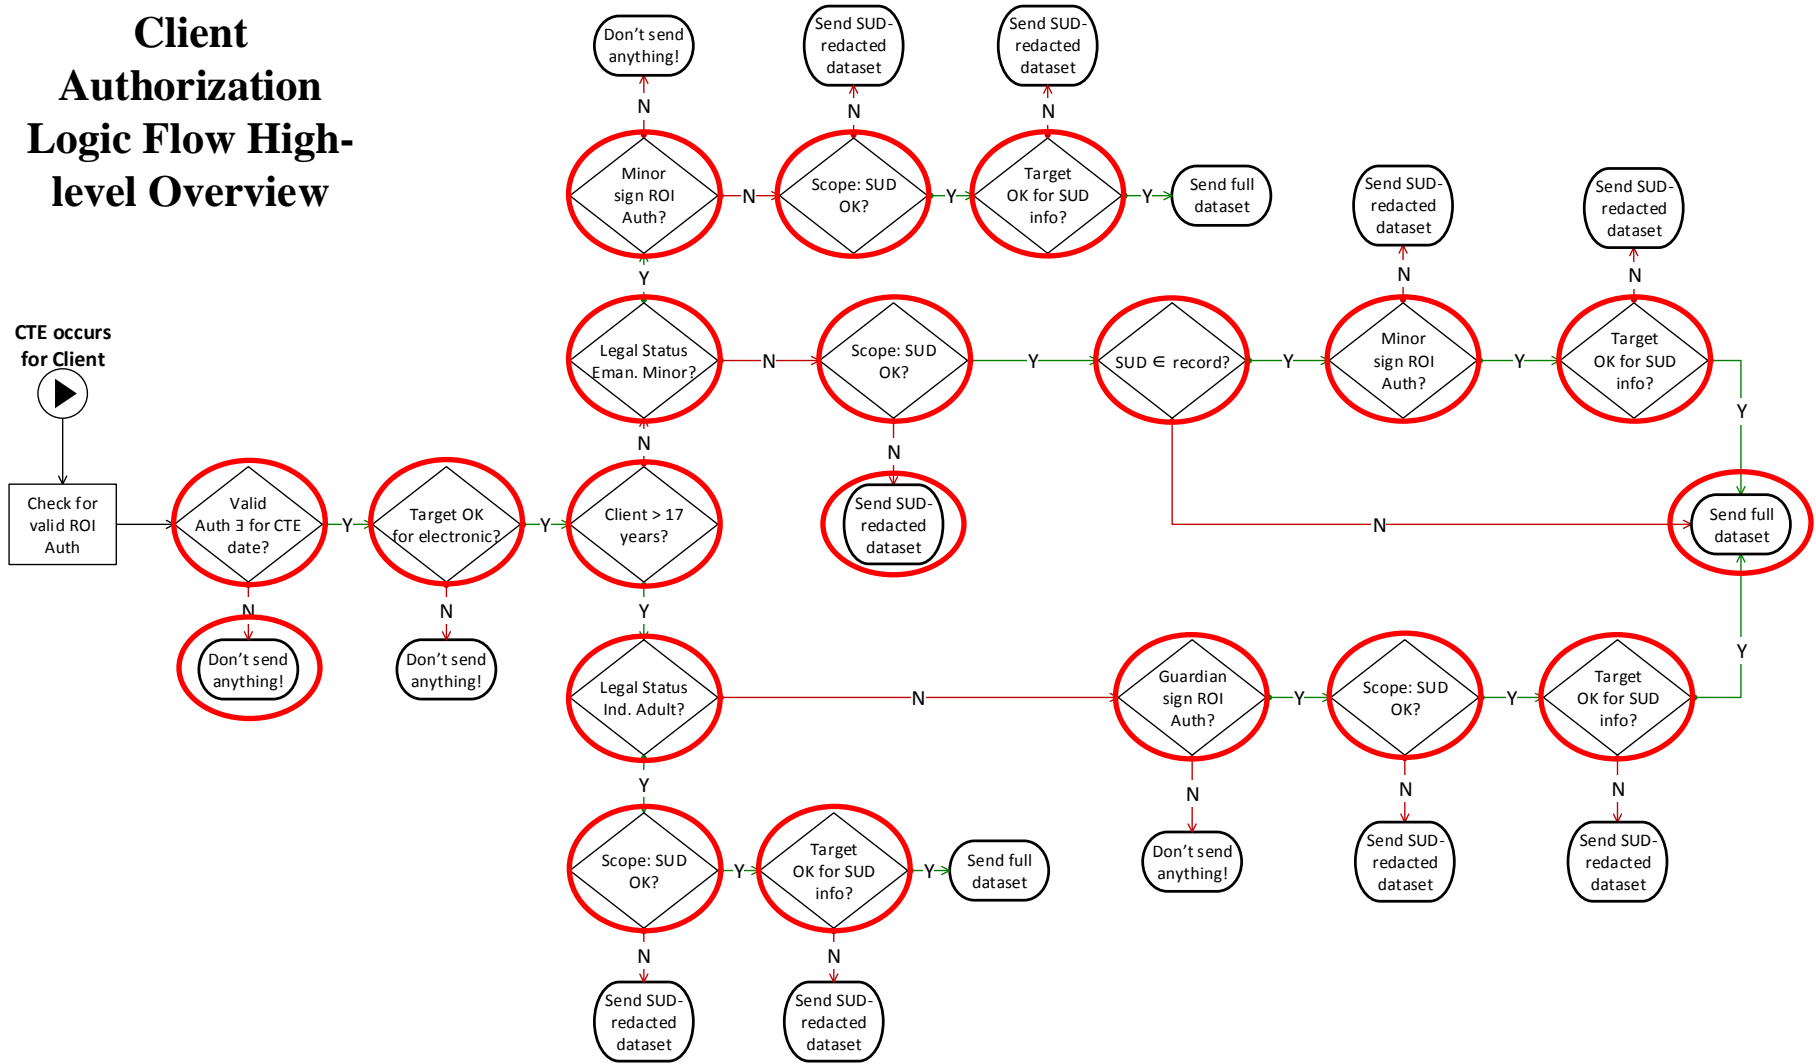 Client
Authorization
Logic Flow High-
level Overview
Don't send
anything!
Send SUD-
redacted
dataset
Send SUD-
redacted
dataset
N
N
N
Minor
sign ROI
Auth?
N
Scope: SUD
OK?
Y
Target
OK for SUD
info?
Y
Send full
dataset
Send SUD-
redacted
dataset
Send SUD-
redacted
dataset
Y
N
N
CTE occurs
for Client
Legal Status
Eman. Minor?
N
Scope: SUD
OK?
Y
SUD ∈ record?
Y
Minor
sign ROI
Auth?
Y
Target
OK for SUD
info?
Y
N
N
Check for
valid ROI
Auth
Valid
Auth ∃ for CTE
date?
Y
Target OK
for electronic?
Y
Client > 17
years?
Send SUD-
redacted
dataset
N
Send full
dataset
N
N
Y
Don't send
anything!
Don't send
anything!
Y
Legal Status
Ind. Adult?
N
Guardian
sign ROI
Auth?
Y
Scope: SUD
OK?
Y
Target
OK for SUD
info?
Y
N
N
N
Scope: SUD
OK?
Y
Target
OK for SUD
info?
Y
Send full
dataset
Don't send
anything!
Send SUD-
redacted
dataset
Send SUD-
redacted
dataset
N
N
Send SUD-
redacted
dataset
Send SUD-
redacted
dataset